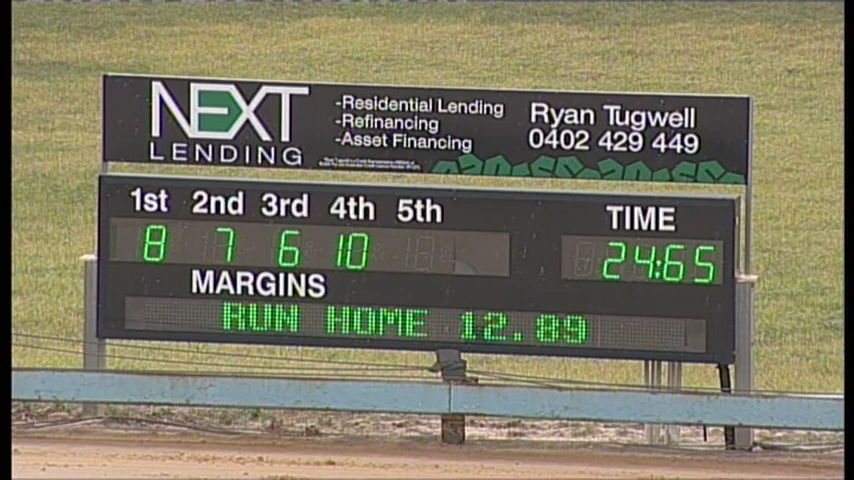 NEXT
LENDING
-Residential Lending
-Refinancing
-Asset Financing
Ryan Tugwell
0402 429 449
1st 2nd 3rd 4th 5th
8 7 6 10
TIME
24:65
MARGINS
RUN HOME 12.89